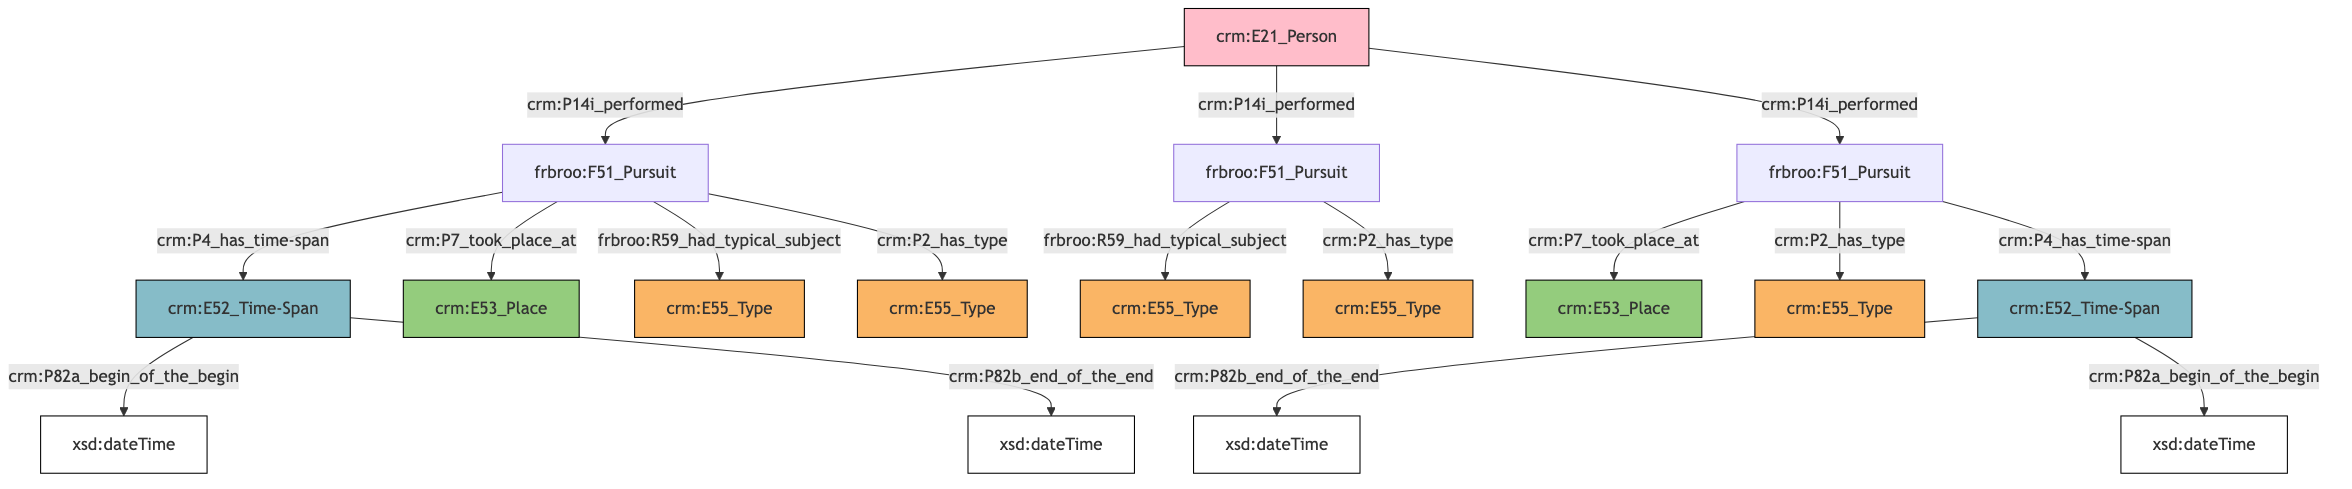 crm:E21_Person
crm:P14i_performed
crm:P14i_performed
crm:P14i_performed
frbroo:F51_Pursuit
frbroo:F51_Pursuit
frbroo:F51_Pursuit
crm:P4_has_time-span
crm:P7_took_place_at
frbroo:R59_had_typical_subject
crm:P2_has_type
frbroo:R59_had_typical_subject
crm:P2_has_type
crm:P7_took_place_at
crm:P2_has_type
crm:P4_has_time-span
crm:E52_Time-Span
crm:E53_Place
crm:E55_Type
crm:E55_Type
crm:E55_Type
crm:E55_Type
crm:E53_Place
crm:E55_Type
crm:E52_Time-Span
crm:P82a_begin_of_the_begin
crm:P82b_end_of_the_end
crm:P82b_end_of_the_end
crm:P82a_begin_of_the_begin
xsd:dateTime
xsd:dateTime
xsd:dateTime
xsd:dateTime